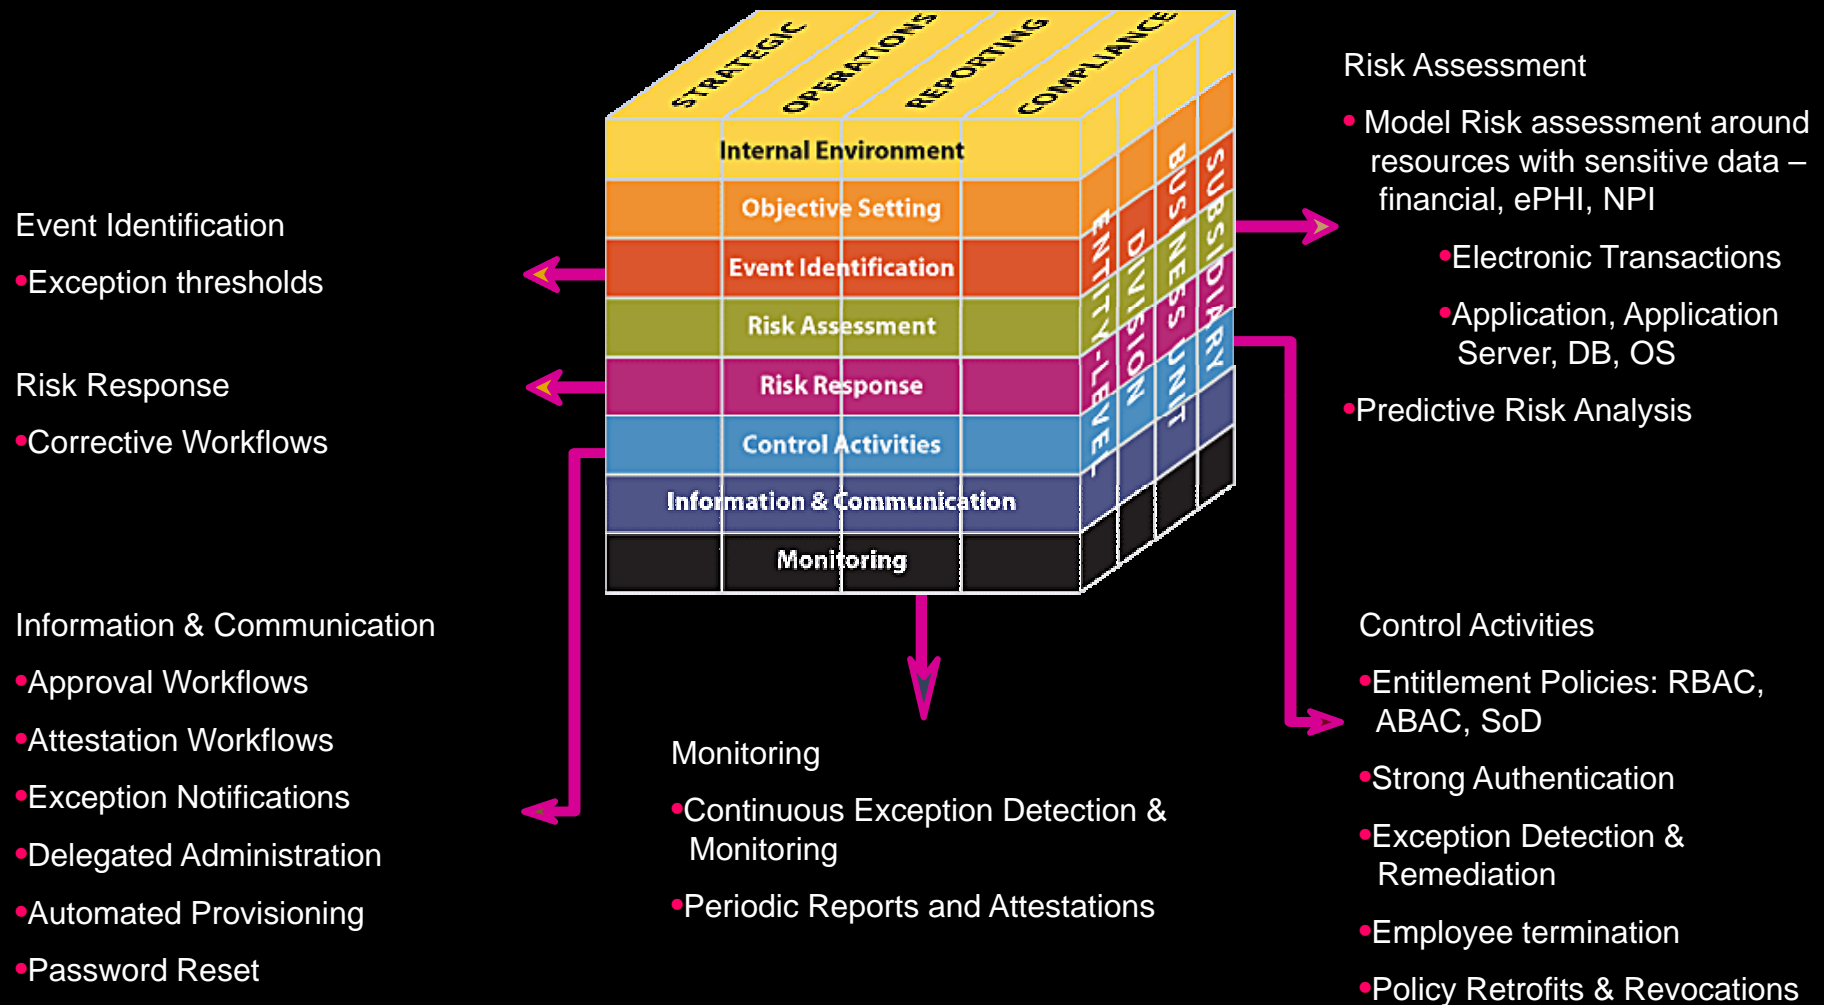 STRATEGIC
OPERATIONS
REPORTING
COMPLIANCE
Internal Environment
Objective Setting
Event Identification
Risk Assessment
Risk Response
Control Activities
Information & Communication
Monitoring
ENTITY-LEVEL
DIVISION
BUSINESS UNIT
SUBSIDIARY
Event Identification
•Exception thresholds
Risk Response
•Corrective Workflows
Information & Communication
•Approval Workflows
•Attestation Workflows
•Exception Notifications
•Delegated Administration
•Automated Provisioning
•Password Reset
Monitoring
•Continuous Exception Detection &
Monitoring
•Periodic Reports and Attestations
Risk Assessment
• Model Risk assessment around
resources with sensitive data –
financial, ePHI, NPI
•Electronic Transactions
•Application, Application
Server, DB, OS
•Predictive Risk Analysis
Control Activities
•Entitlement Policies: RBAC,
ABAC, SoD
•Strong Authentication
•Exception Detection &
Remediation
•Employee termination
•Policy Retrofits & Revocations